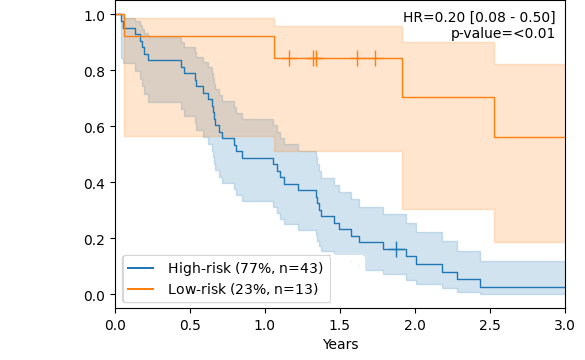 HR=0.20 [0.08 - 0.50]
p-value=<0.01
1.0
0.8
0.6
0.4
0.2
0.0
High-risk (77%, n=43)
Low-risk (23%, n=13)
0.0 0.5 1.0 1.5 2.0 2.5 3.0
Years